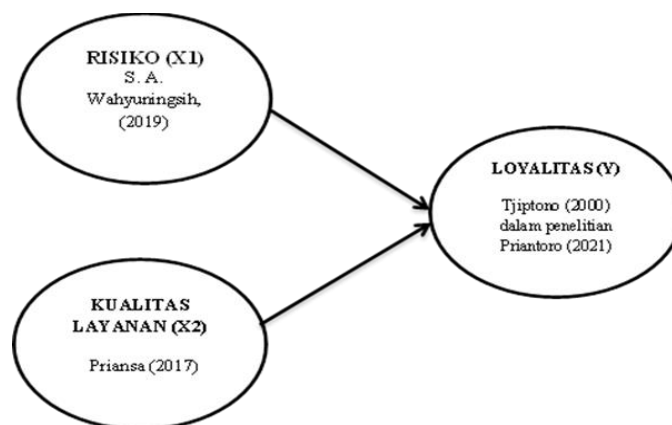 RISIKO (X1)
S. A.
Wahyuningsih,
(2019)
LOYALITAS (Y)
Tjiptono (2000)
dalam penelitian
Priantoro (2021)
KUALITAS
LAYANAN (X2)
Priansa (2017)